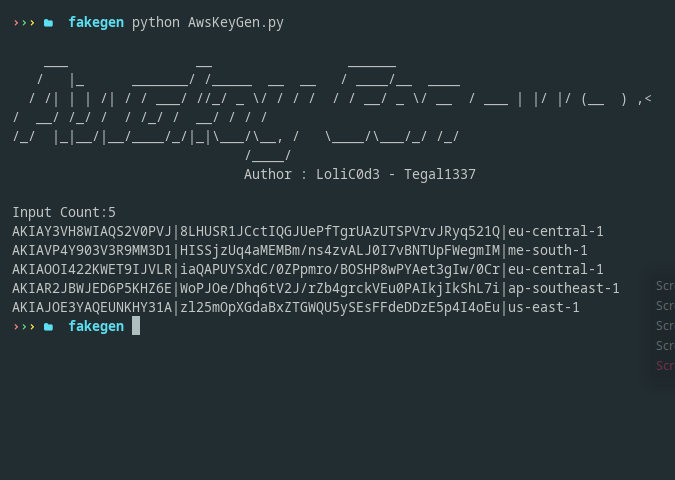 ››› fakegen python AwsKeyGen.py
Author : LoliC0d3 - Tegal1337
Input Count:5
AKIAY3VH8WIAQS2V0PVJ|8LHUSR1JCctIQGJUePfTgrUAzUTSPVrvJRyq521Q|eu-central-1
AKIAVP4Y903V3R9MM3D1|HISSjzUq4aMEMBm/ns4zvALJ0I7vBNTUpFWegmIM|me-south-1
AKIAOOI422KWET9IJVLR|iaQAPUYSXdC/0ZPpmro/BOSHP8wPYAet3gIw/0Cr|eu-central-1
AKIAR2JBWJED6P5KHZ6E|WoPJOe/Dhq6tV2J/rZb4grckVEu0PAIkjIkShL7i|ap-southeast-1
AKIAJOE3YAQEUNKHY31A|zl25mOpXGdaBxZTGWQU5ySEsFFdeDDzE5p4I4oEu|us-east-1
››› fakegen
Scr
Scr
Scr
Scr
Scr